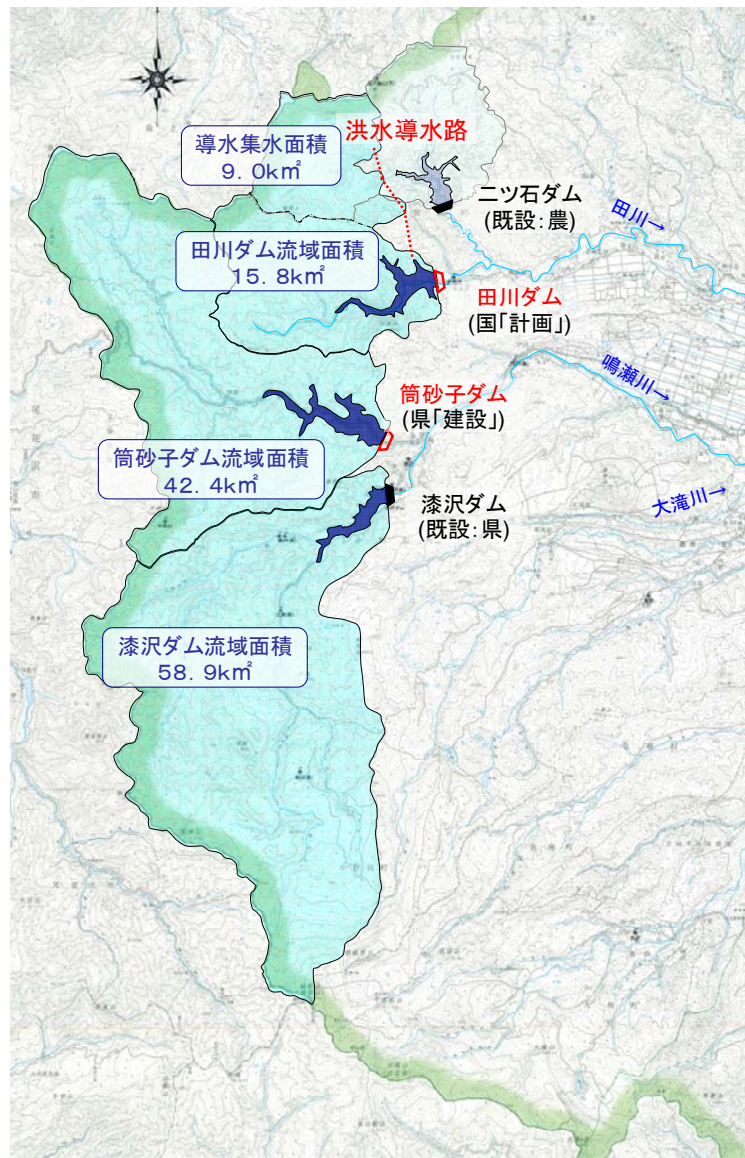 導水集水面積
9.0km²
洪水導水路
二ツ石ダム
(既設:農)
田川→
田川ダム流域面積
15.8km²
田川ダム
(国「計画」)
鳴瀬川→
筒砂子ダム
(県「建設」)
筒砂子ダム流域面積
42.4km²
大滝川→
漆沢ダム
(既設:県)
漆沢ダム流域面積
58.9km²